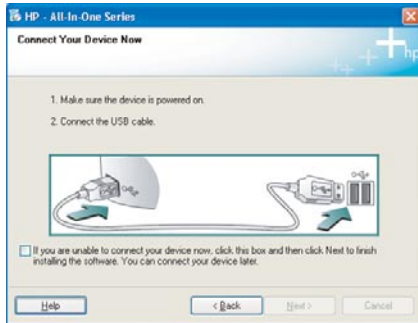 HP - All-In-One Series
Connect Your Device Now
hp
1. Make sure the device is powered on.
2. Connect the USB cable.
If you are unable to connect your device now, click this box and then click Next to finish
installing the software. You can connect your device later.
Help
< Back
Next >
Cancel